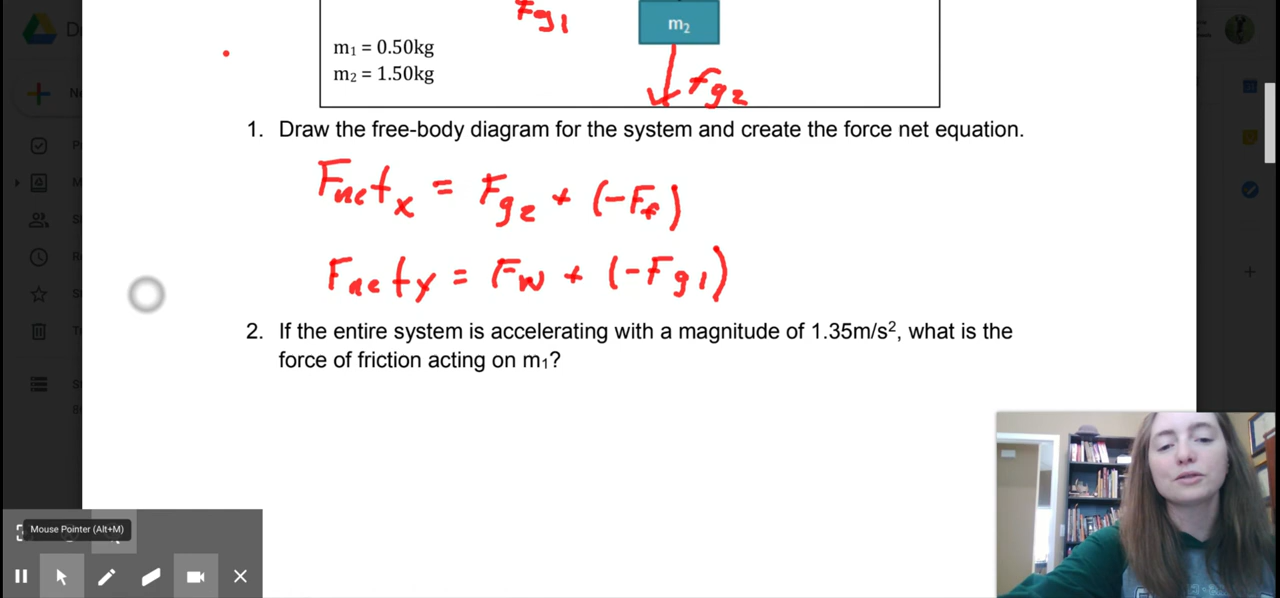 Fg1
m2
m1 = 0.50kg
m2 = 1.50kg
Fg2
1. Draw the free-body diagram for the system and create the force net equation.
Fnetx = Fg2 + (-Ff)
Fnety = FN + (-Fg1)
2. If the entire system is accelerating with a magnitude of 1.35m/s², what is the
force of friction acting on m1?
Mouse Pointer (Alt+M)